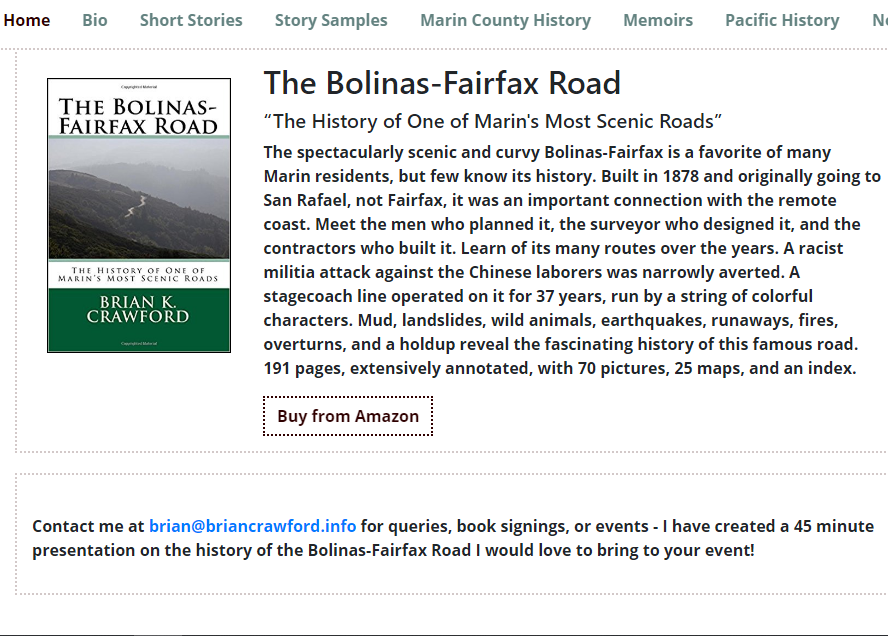 Home Bio Short Stories Story Samples Marin County History Memoirs Pacific History
Copyrighted Material
THE BOLINAS-
FAIRFAX ROAD
THE HISTORY OF ONE OF
MARIN'S MOST SCENIC ROADS
BRIAN K.
CRAWFORD
Copyrighted Material
The Bolinas-Fairfax Road
“The History of One of Marin's Most Scenic Roads”
The spectacularly scenic and curvy Bolinas-Fairfax is a favorite of many
Marin residents, but few know its history. Built in 1878 and originally going to
San Rafael, not Fairfax, it was an important connection with the remote
coast. Meet the men who planned it, the surveyor who designed it, and the
contractors who built it. Learn of its many routes over the years. A racist
militia attack against the Chinese laborers was narrowly averted. A
stagecoach line operated on it for 37 years, run by a string of colorful
characters. Mud, landslides, wild animals, earthquakes, runaways, fires,
overturns, and a holdup reveal the fascinating history of this famous road.
191 pages, extensively annotated, with 70 pictures, 25 maps, and an index.
Buy from Amazon
Contact me at brian@briancrawford.info for queries, book signings, or events - I have created a 45 minute
presentation on the history of the Bolinas-Fairfax Road I would love to bring to your event!